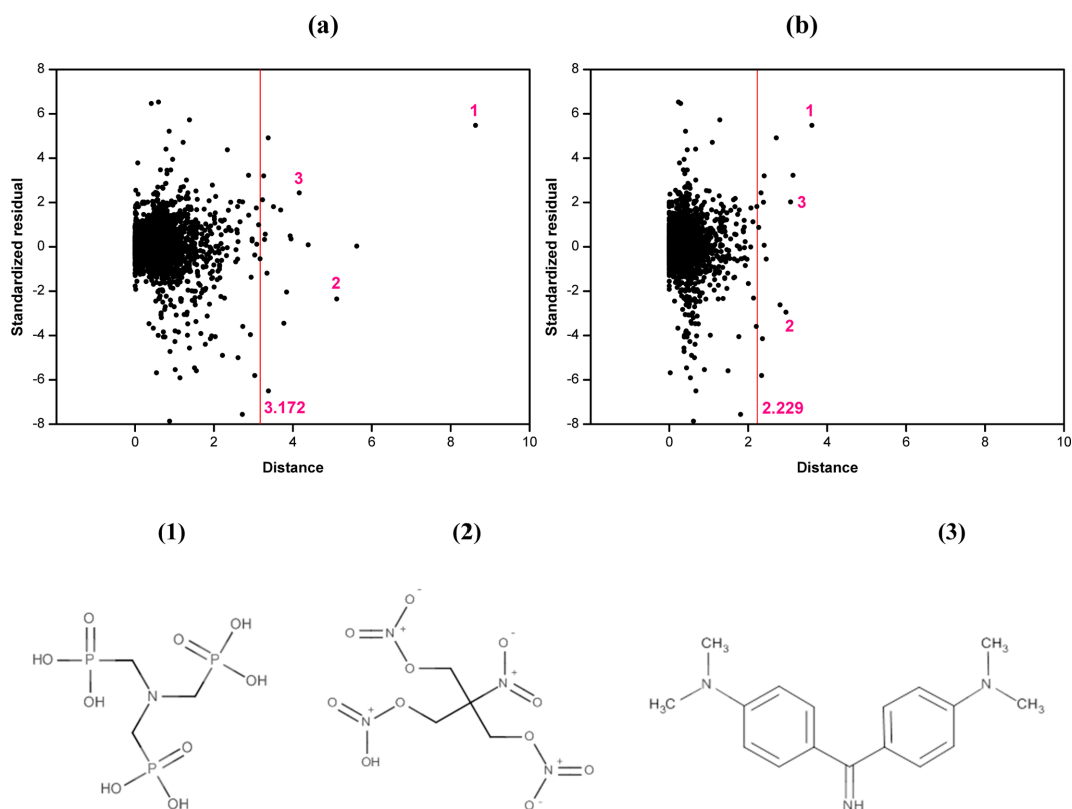 (a)
(b)
8
6
4
2
0
-2
-4
-6
-8
0
2
4
6
8
10
Standardized residual
Distance
1
3
2
3.172
8
6
4
2
0
-2
-4
-6
-8
0
2
4
6
8
10
Standardized residual
Distance
1
3
2
2.229
(1)
(2)
(3)
O
HO
P
OH
N
O
P
OH
OH
P
O
HO
OH
O
N
+
O
-
O
O
-
N
+
O
O
N
+
O
OH
O
N
+
O
O
-
CH3
H3C
N
CH3
N
CH3
NH